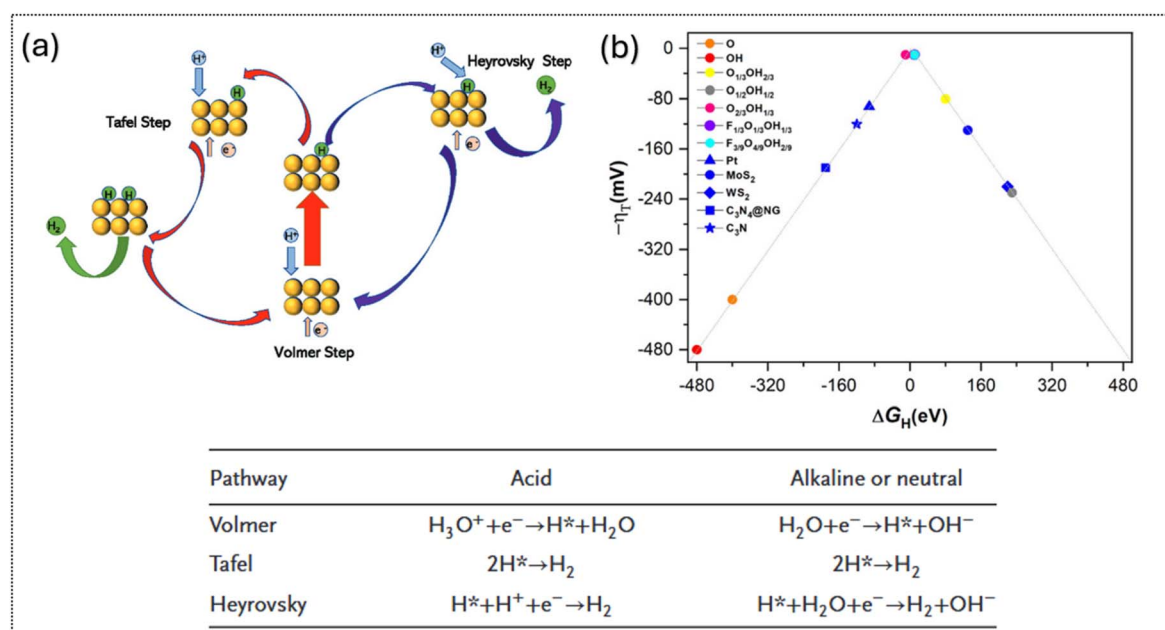 (a)
H⁺
H
Tafel Step
e⁻
H H
H₂
H
H⁺
Volmer Step
e⁻
H⁺
H
Heyrovsky Step
H₂
e⁻
(b)
O
OH
O1/3OH2/3
O1/2OH1/2
O2/3OH1/3
F1/3O1/3OH1/3
F3/9O4/9OH2/9
Pt
MoS₂
WS₂
C₃N₄@NG
C₃N
−ηT(mV)
0
-80
-160
-240
-320
-400
-480
-480 -320 -160 0 160 320 480
ΔGH(eV)
Pathway Acid Alkaline or neutral
Volmer H₃O⁺+e⁻→H*+H₂O H₂O+e⁻→H*+OH⁻
Tafel 2H*→H₂ 2H*→H₂
Heyrovsky H*+H⁺+e⁻→H₂ H*+H₂O+e⁻→H₂+OH⁻